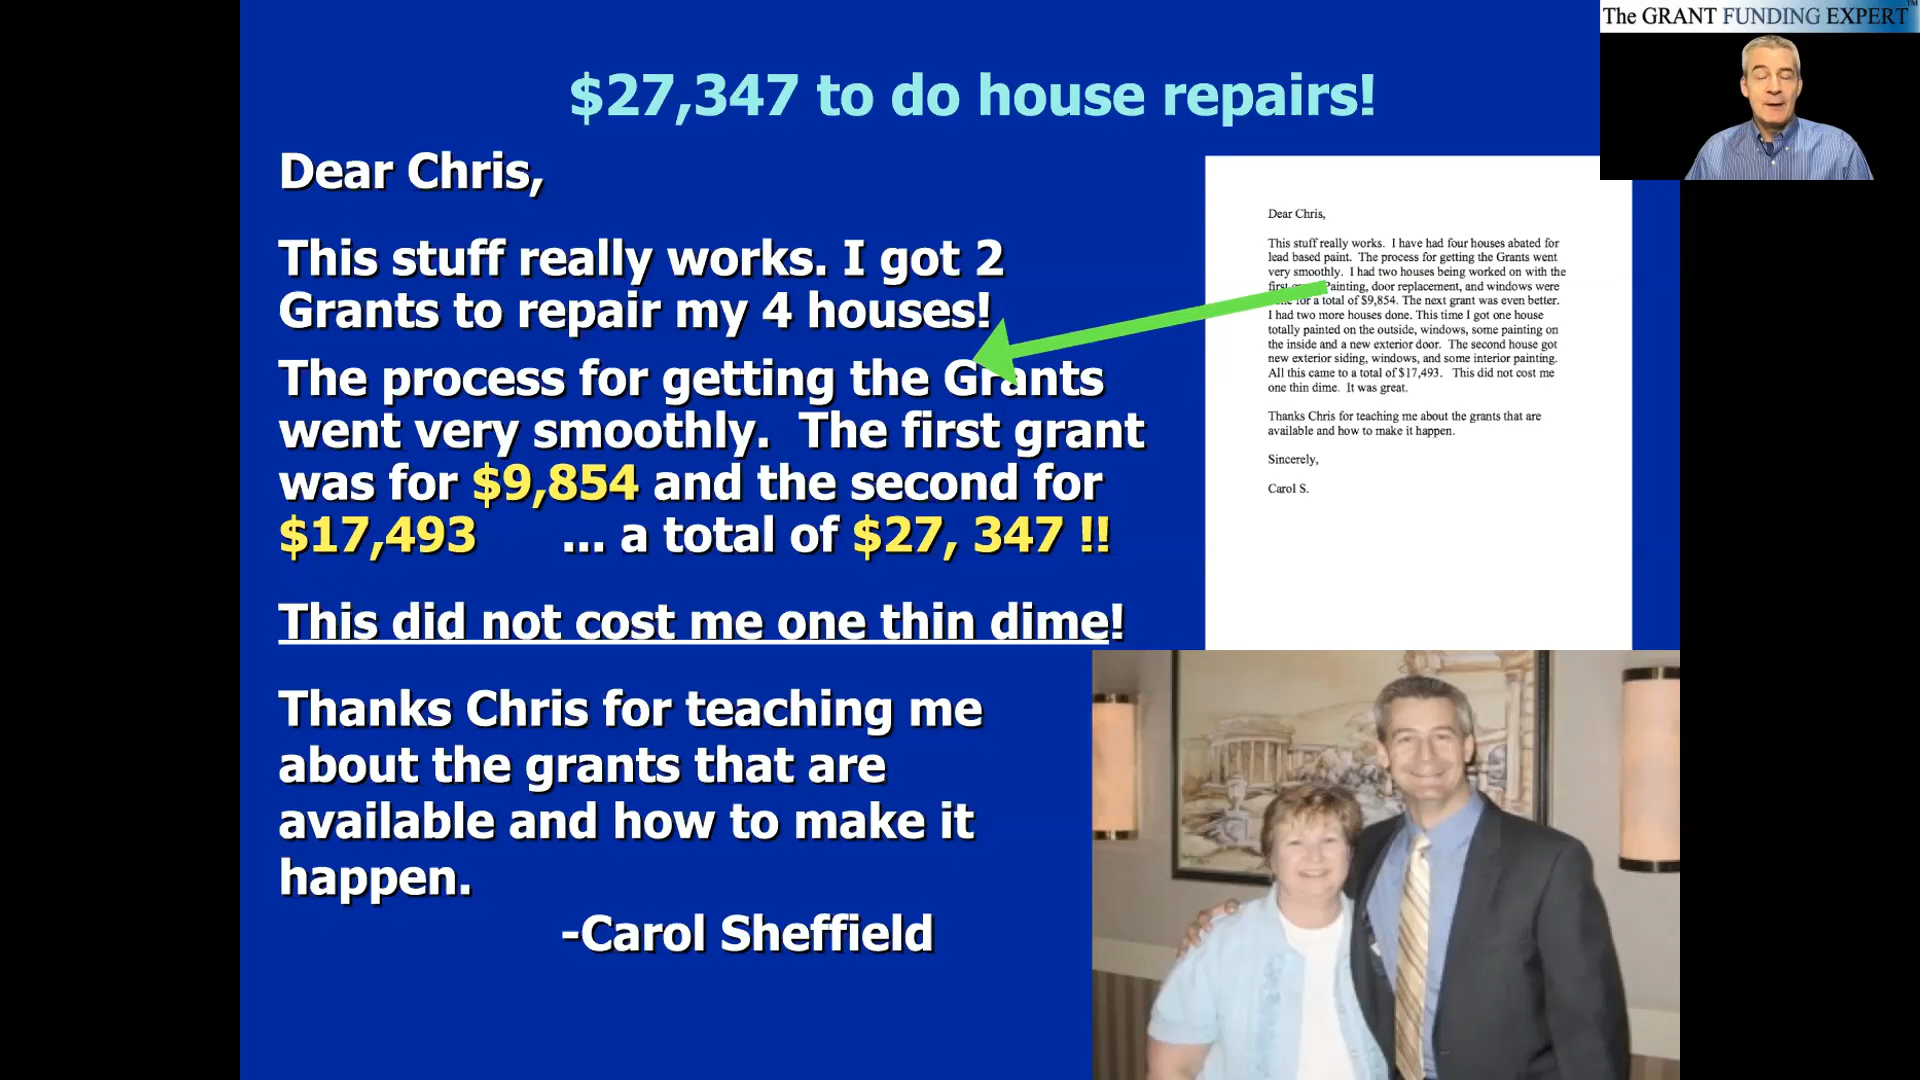 The GRANT FUNDING EXPERT™
$27,347 to do house repairs!
Dear Chris,
This stuff really works. I got 2
Grants to repair my 4 houses!
The process for getting the Grants
went very smoothly.  The first grant
was for $9,854 and the second for
$17,493 ... a total of $27, 347 !!
This did not cost me one thin dime!
Thanks Chris for teaching me
about the grants that are
available and how to make it
happen.
-Carol Sheffield
Dear Chris,
This stuff really works.  I have had four houses abated for
lead based paint.  The process for getting the Grants went
very smoothly.  I had two houses being worked on with the
first Painting, door replacement, and windows were
for a total of $9,854. The next grant was even better.
I had two more houses done. This time I got one house
totally painted on the outside, windows, some painting on
the inside and a new exterior door.  The second house got
new exterior siding, windows, and some interior painting.
All this came to a total of $17,493.   This did not cost me
one thin dime.  It was great.
Thanks Chris for teaching me about the grants that are
available and how to make it happen.
Sincerely,
Carol S.